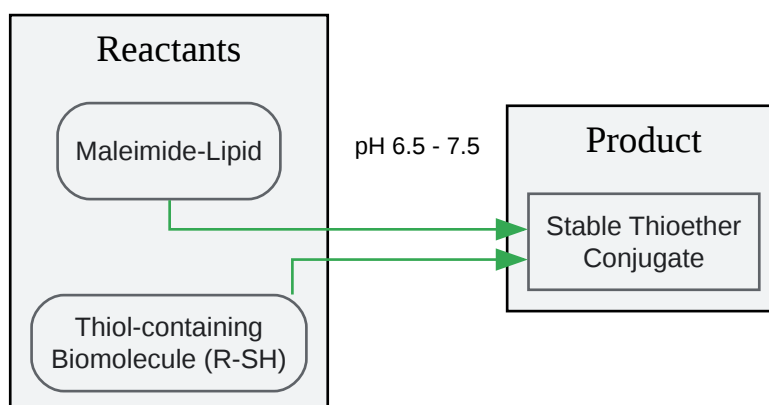 Reactants
Maleimide-Lipid
pH 6.5 - 7.5
Product
Stable Thioether
Conjugate
Thiol-containing
Biomolecule (R-SH)